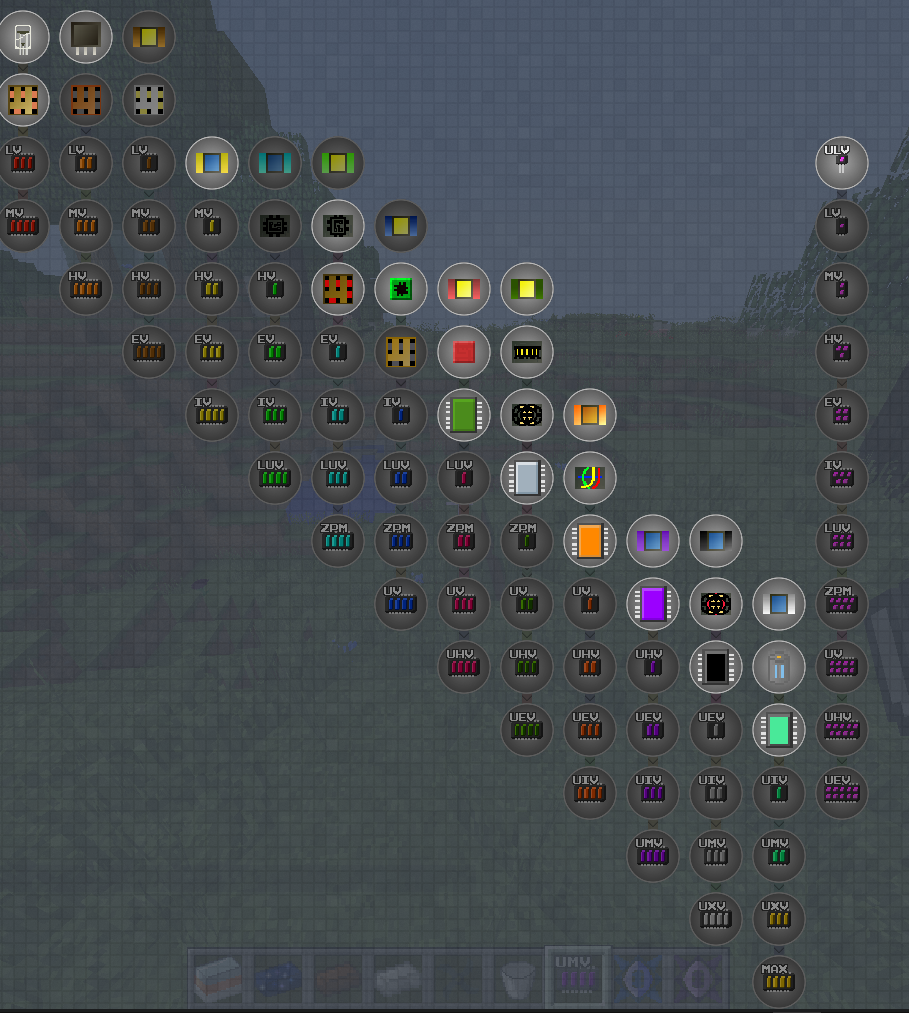 LV LV LV ULV
MV MV MV MV LV
HV HV HV HV MV
EV EV EV EV HV
IV IV IV IV EV
LUV LUV LUV LUV IV
ZPM ZPM ZPM ZPM LUV
UV UV UV UV ZPM
UHV UHV UHV UHV UV
UEV UEV UEV UEV UHV
UIV UIV UIV UIV UEV
UMV UMV UMV
UXV UXV
UMV MAX